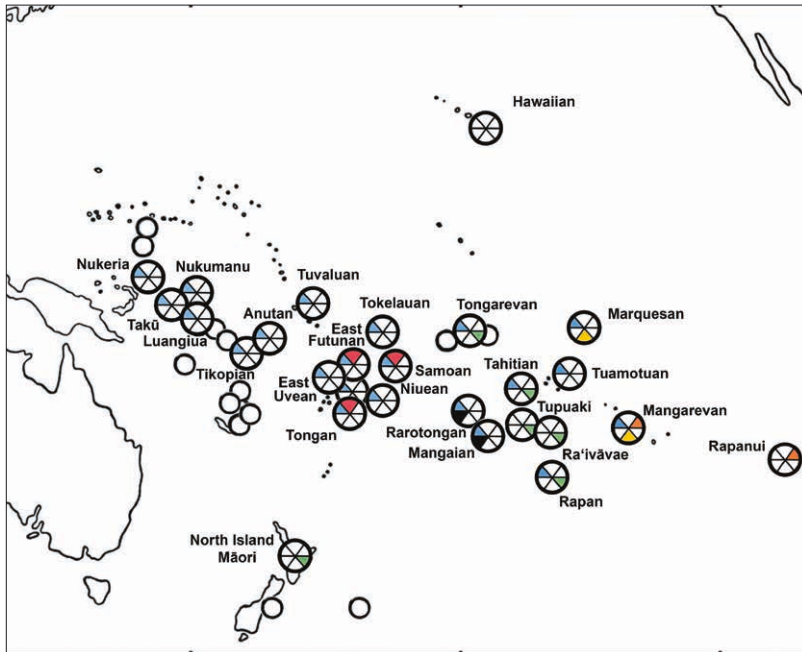 Hawaiian
Nukeria
Nukumanu
Tuvaluan
Anutan
Takū
Luangiua
Tikopian
Tokelauan
East
Futunan
Tongarevan
Marquesan
Samoan
Tahitian
Tuamotuan
East
Uvean
Niuean
Tupuaki
Mangarevan
Tongan
Rarotongan
Mangaian
Ra'ivāvae
Rapanui
Rapan
North Island
Māori